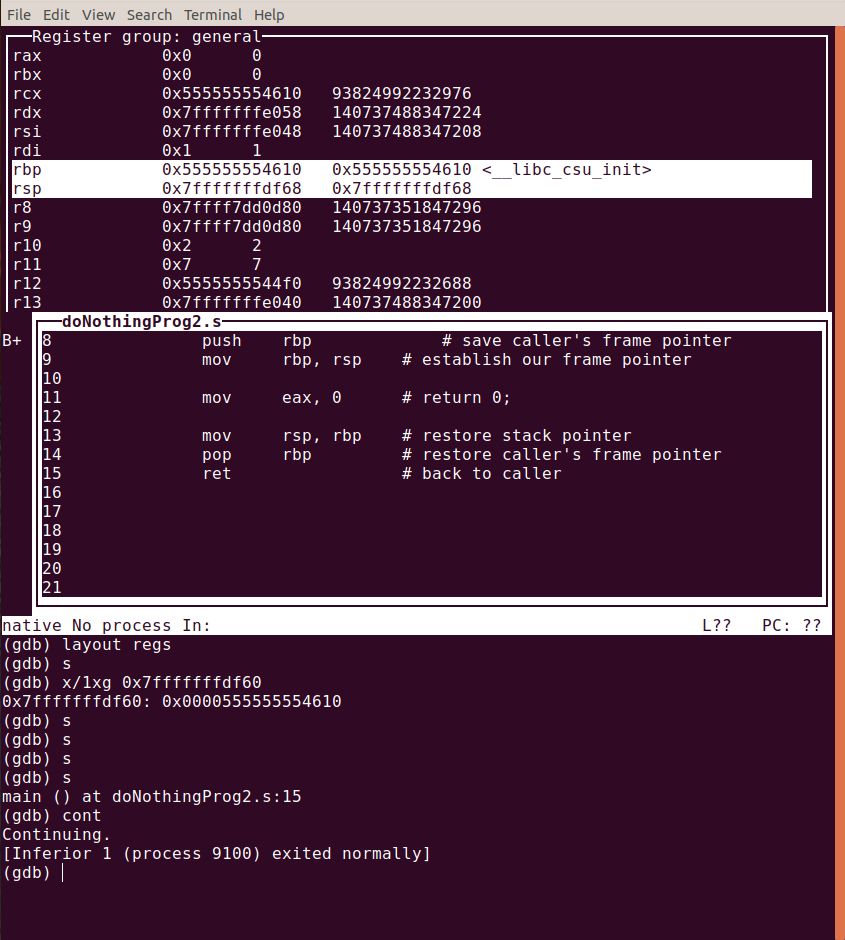 File Edit View Search Terminal Help
Register group: general
rax 0x0 0
rbx 0x0 0
rcx 0x555555554610 93824992232976
rdx 0x7fffffffe058 140737488347224
rsi 0x7fffffffe048 140737488347208
rdi 0x1 1
rbp 0x555555554610 0x555555554610 <__libc_csu_init>
rsp 0x7fffffffdf68 0x7fffffffdf68
r8 0x7ffff7dd0d80 140737351847296
r9 0x7ffff7dd0d80 140737351847296
r10 0x2 2
r11 0x7 7
r12 0x5555555544f0 93824992232688
r13 0x7fffffffe040 140737488347200
doNothingProg2.s
B+ 8 push rbp # save caller's frame pointer
9 mov rbp, rsp # establish our frame pointer
10
11 mov eax, 0 # return 0;
12
13 mov rsp, rbp # restore stack pointer
14 pop rbp # restore caller's frame pointer
15 ret # back to caller
16
17
18
19
20
21
native No process In: L?? PC: ??
(gdb) layout regs
(gdb) s
(gdb) x/1xg 0x7fffffffdf60
0x7fffffffdf60: 0x0000555555554610
(gdb) s
(gdb) s
(gdb) s
(gdb) s
main () at doNothingProg2.s:15
(gdb) cont
Continuing.
[Inferior 1 (process 9100) exited normally]
(gdb)